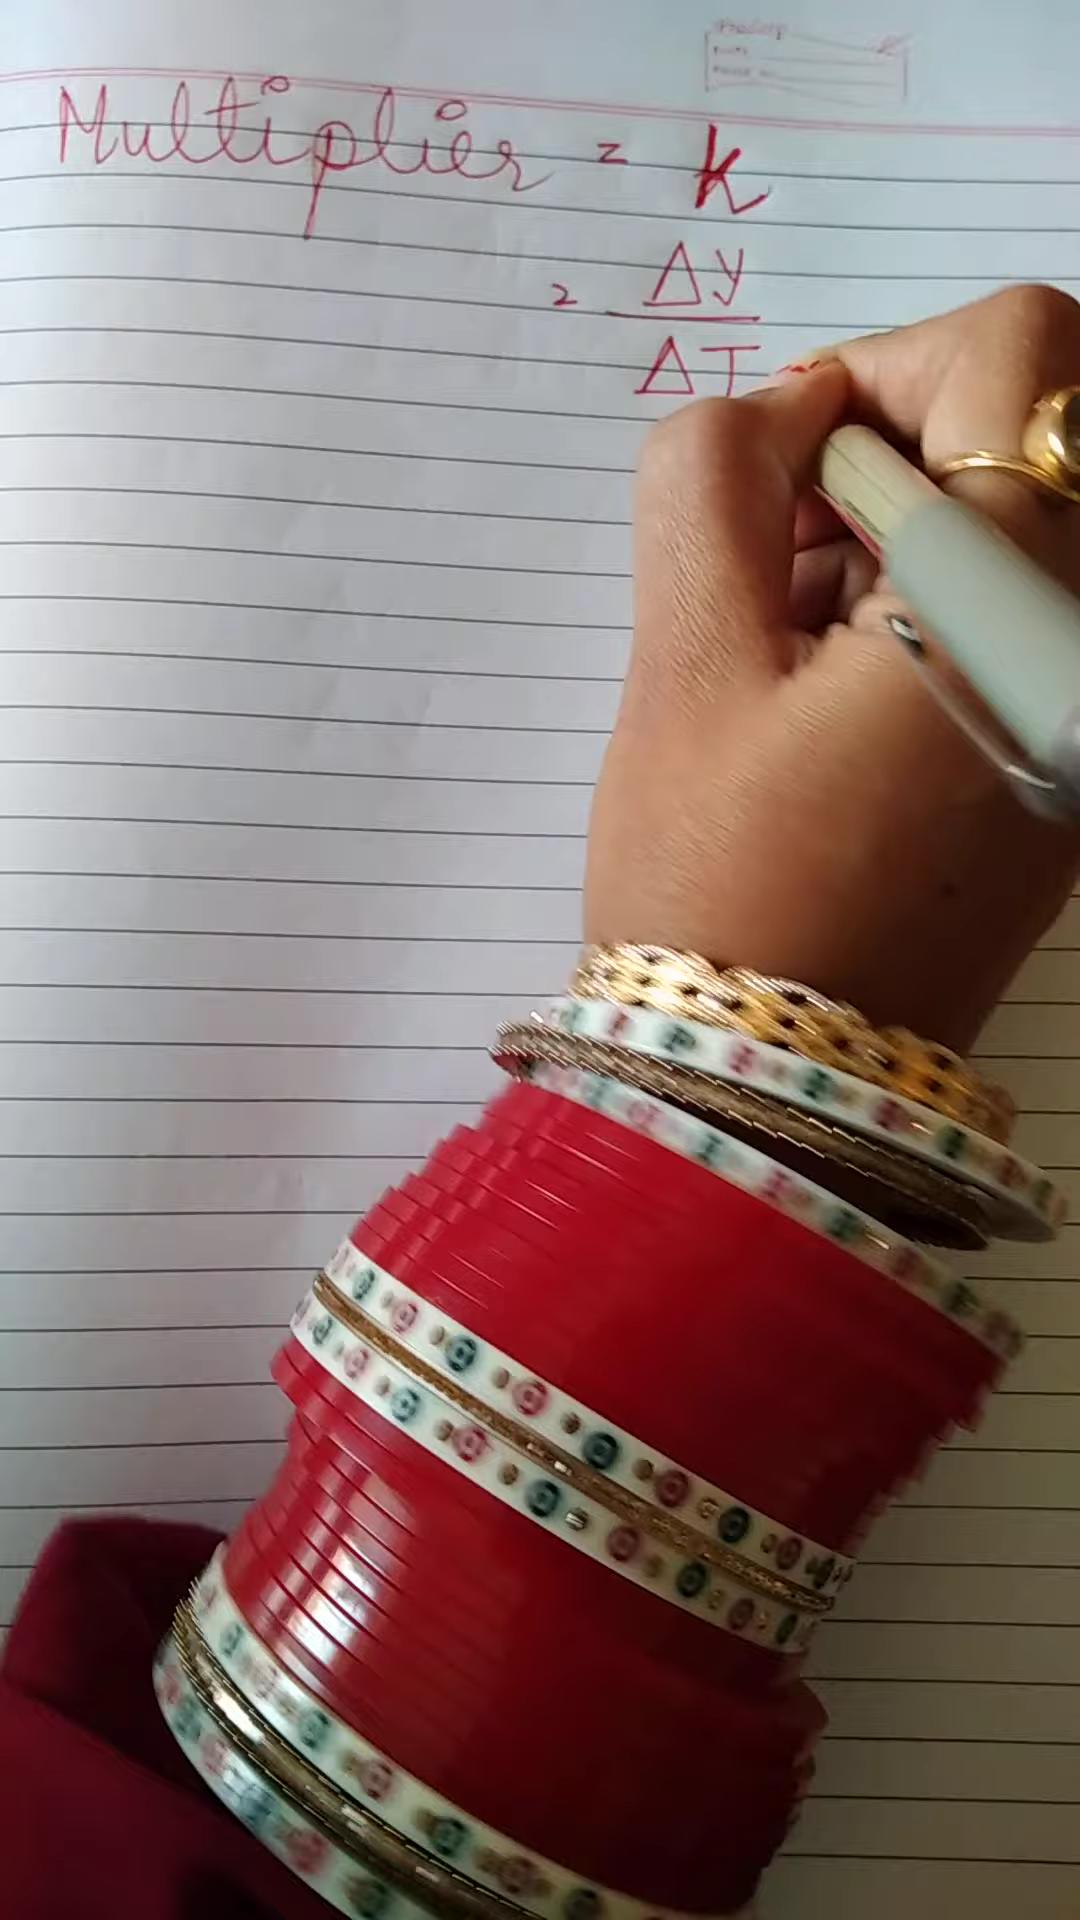 Multiplier = k
= Δy
ΔI